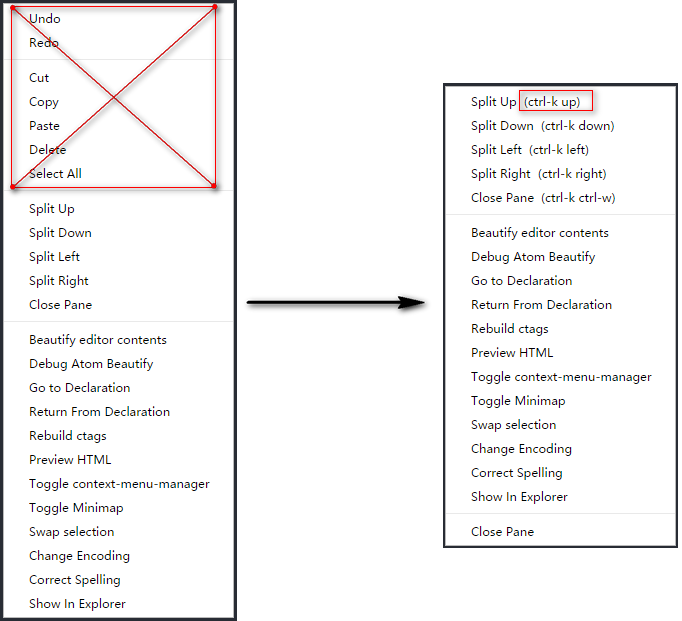 Undo
Redo
Cut
Copy
Paste
Delete
Select All
Split Up
Split Down
Split Left
Split Right
Close Pane
Beautify editor contents
Debug Atom Beautify
Go to Declaration
Return From Declaration
Rebuild ctags
Preview HTML
Toggle context-menu-manager
Toggle Minimap
Swap selection
Change Encoding
Correct Spelling
Show In Explorer
Split Up (ctrl-k up)
Split Down (ctrl-k down)
Split Left (ctrl-k left)
Split Right (ctrl-k right)
Close Pane (ctrl-k ctrl-w)
Beautify editor contents
Debug Atom Beautify
Go to Declaration
Return From Declaration
Rebuild ctags
Preview HTML
Toggle context-menu-manager
Toggle Minimap
Swap selection
Change Encoding
Correct Spelling
Show In Explorer
Close Pane